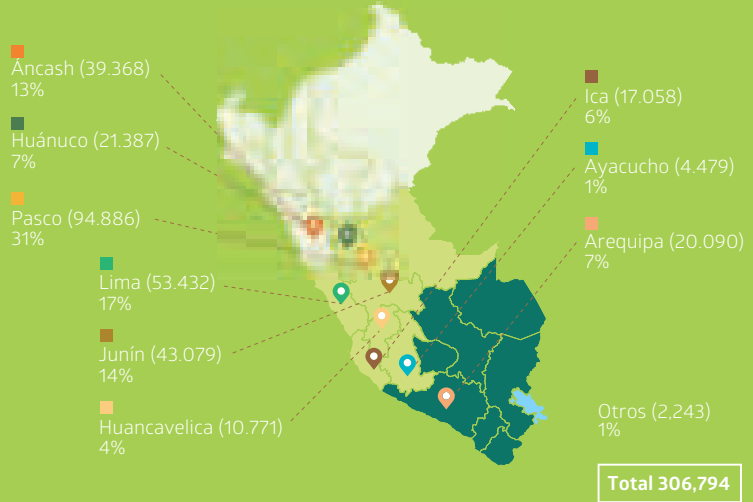 Áncash (39.368)
13%
Huánuco (21.387)
7%
Pasco (94.886)
31%
Lima (53.432)
17%
Junín (43.079)
14%
Huancavelica (10.771)
4%
Ica (17.058)
6%
Ayacucho (4.479)
1%
Arequipa (20.090)
7%
Otros (2,243)
1%
Total 306,794